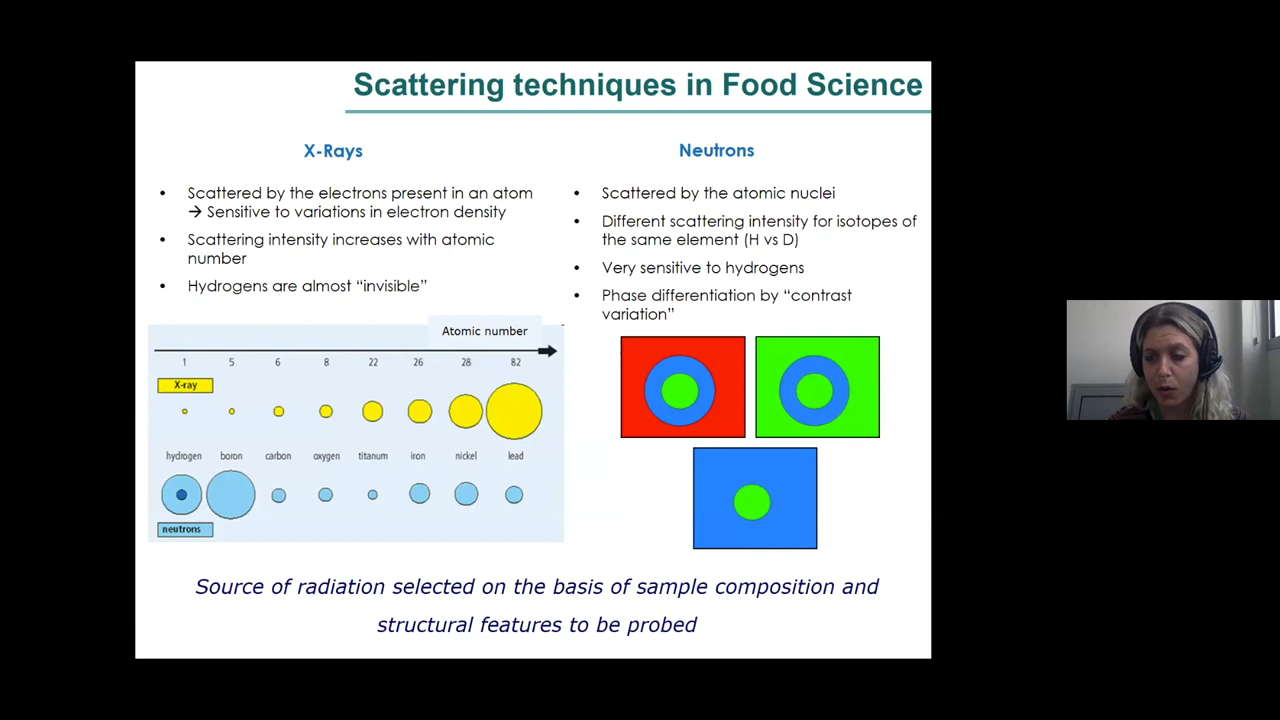 Scattering techniques in Food Science
X-Rays
• Scattered by the electrons present in an atom
→ Sensitive to variations in electron density
• Scattering intensity increases with atomic
number
• Hydrogens are almost “invisible”
Neutrons
• Scattered by the atomic nuclei
• Different scattering intensity for isotopes of
the same element (H vs D)
• Very sensitive to hydrogens
• Phase differentiation by “contrast
variation”
Atomic number
1 5 6 8 22 26 28 82
X-ray
hydrogen boron carbon oxygen titanum iron nickel lead
neutrons
Source of radiation selected on the basis of sample composition and
structural features to be probed